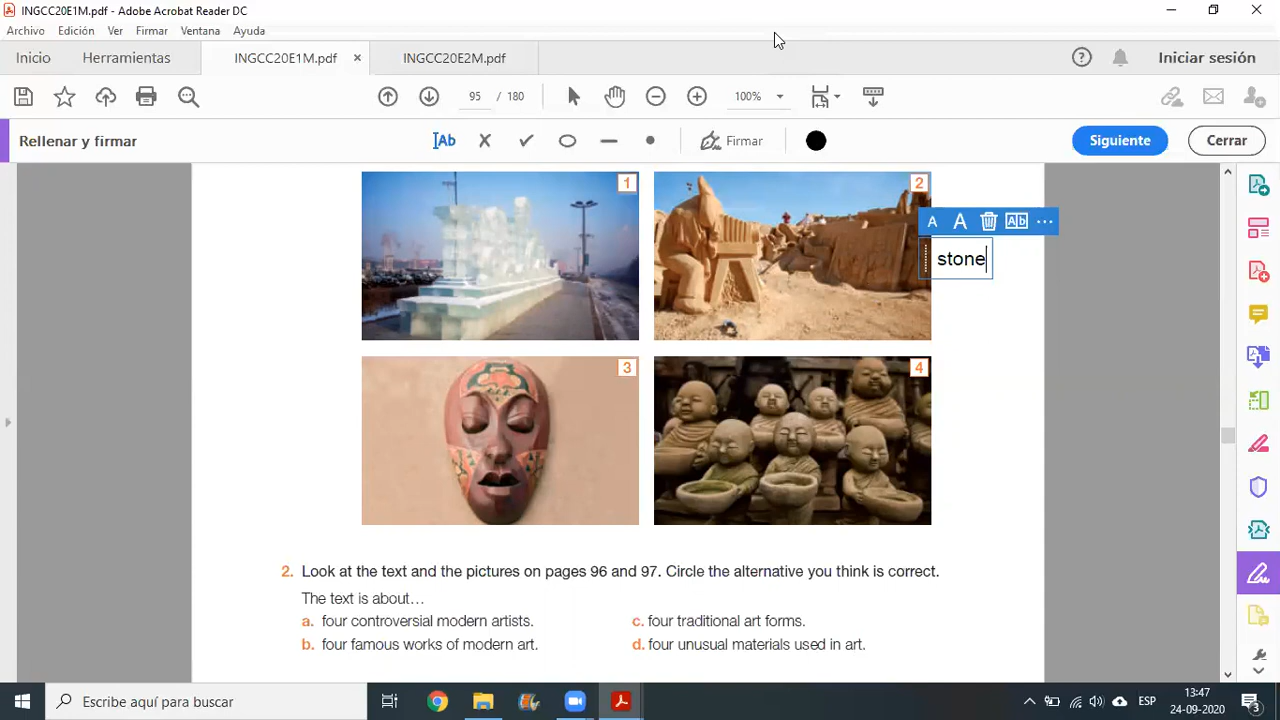 INGCC20E1M.pdf - Adobe Acrobat Reader DC
Archivo Edición Ver Firmar Ventana Ayuda
Inicio Herramientas INGCC20E1M.pdf × INGCC20E2M.pdf Iniciar sesión
95 / 180 100%
Rellenar y firmar Ab Firmar Siguiente Cerrar
1
2
A A Ab ...
stone
3
4
2. Look at the text and the pictures on pages 96 and 97. Circle the alternative you think is correct.
The text is about…
a. four controversial modern artists.
c. four traditional art forms.
b. four famous works of modern art.
d. four unusual materials used in art.
Escribe aquí para buscar
ESP
13:47
24-09-2020
3